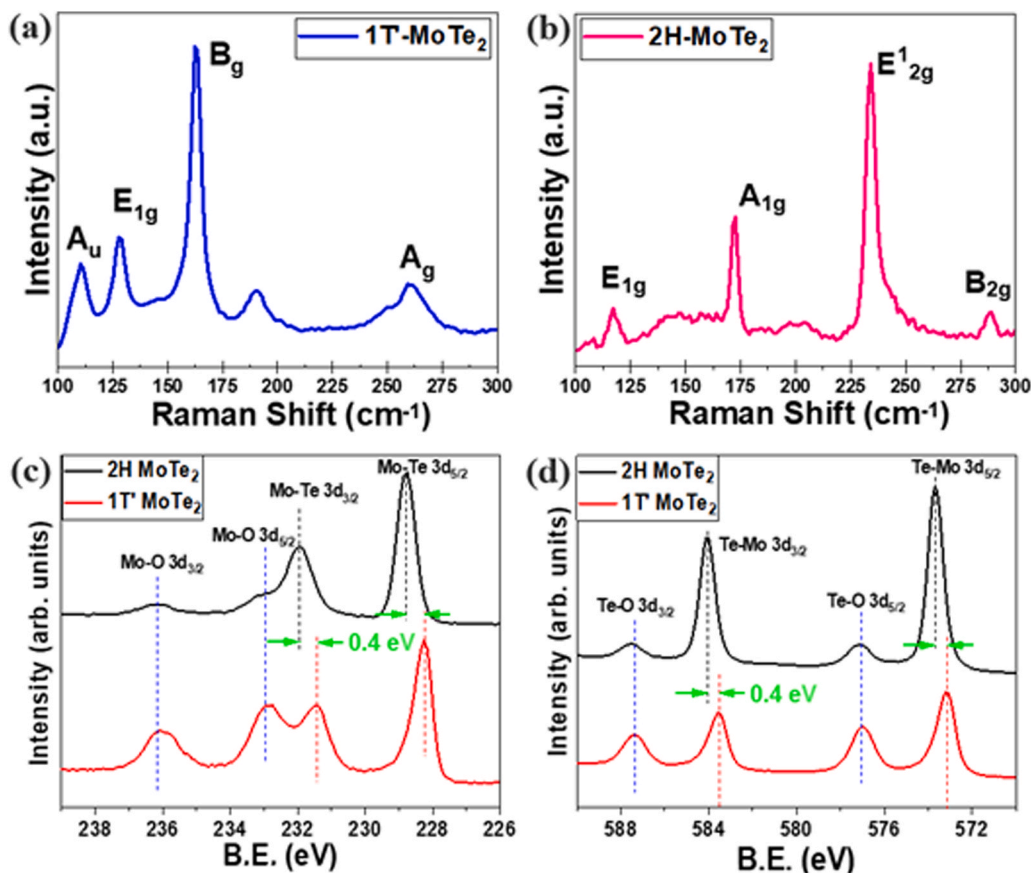 (a)
1T'-MoTe₂
B_g
E₁g
A_u
A_g
Intensity (a.u.)
100 125 150 175 200 225 250 275 300
Raman Shift (cm⁻¹)
(b)
2H-MoTe₂
E¹₂g
A₁g
E₁g
B₂g
Intensity (a.u.)
100 125 150 175 200 225 250 275 300
Raman Shift (cm⁻¹)
(c)
2H MoTe₂
1T' MoTe₂
Mo-Te 3d₅/₂
Mo-Te 3d₃/₂
Mo-O 3d₅/₂
Mo-O 3d₃/₂
0.4 eV
Intensity (arb. units)
238 236 234 232 230 228 226
B.E. (eV)
(d)
2H MoTe₂
1T' MoTe₂
Te-Mo 3d₅/₂
Te-Mo 3d₃/₂
Te-O 3d₃/₂
Te-O 3d₅/₂
0.4 eV
Intensity (arb. units)
588 584 580 576 572
B.E. (eV)